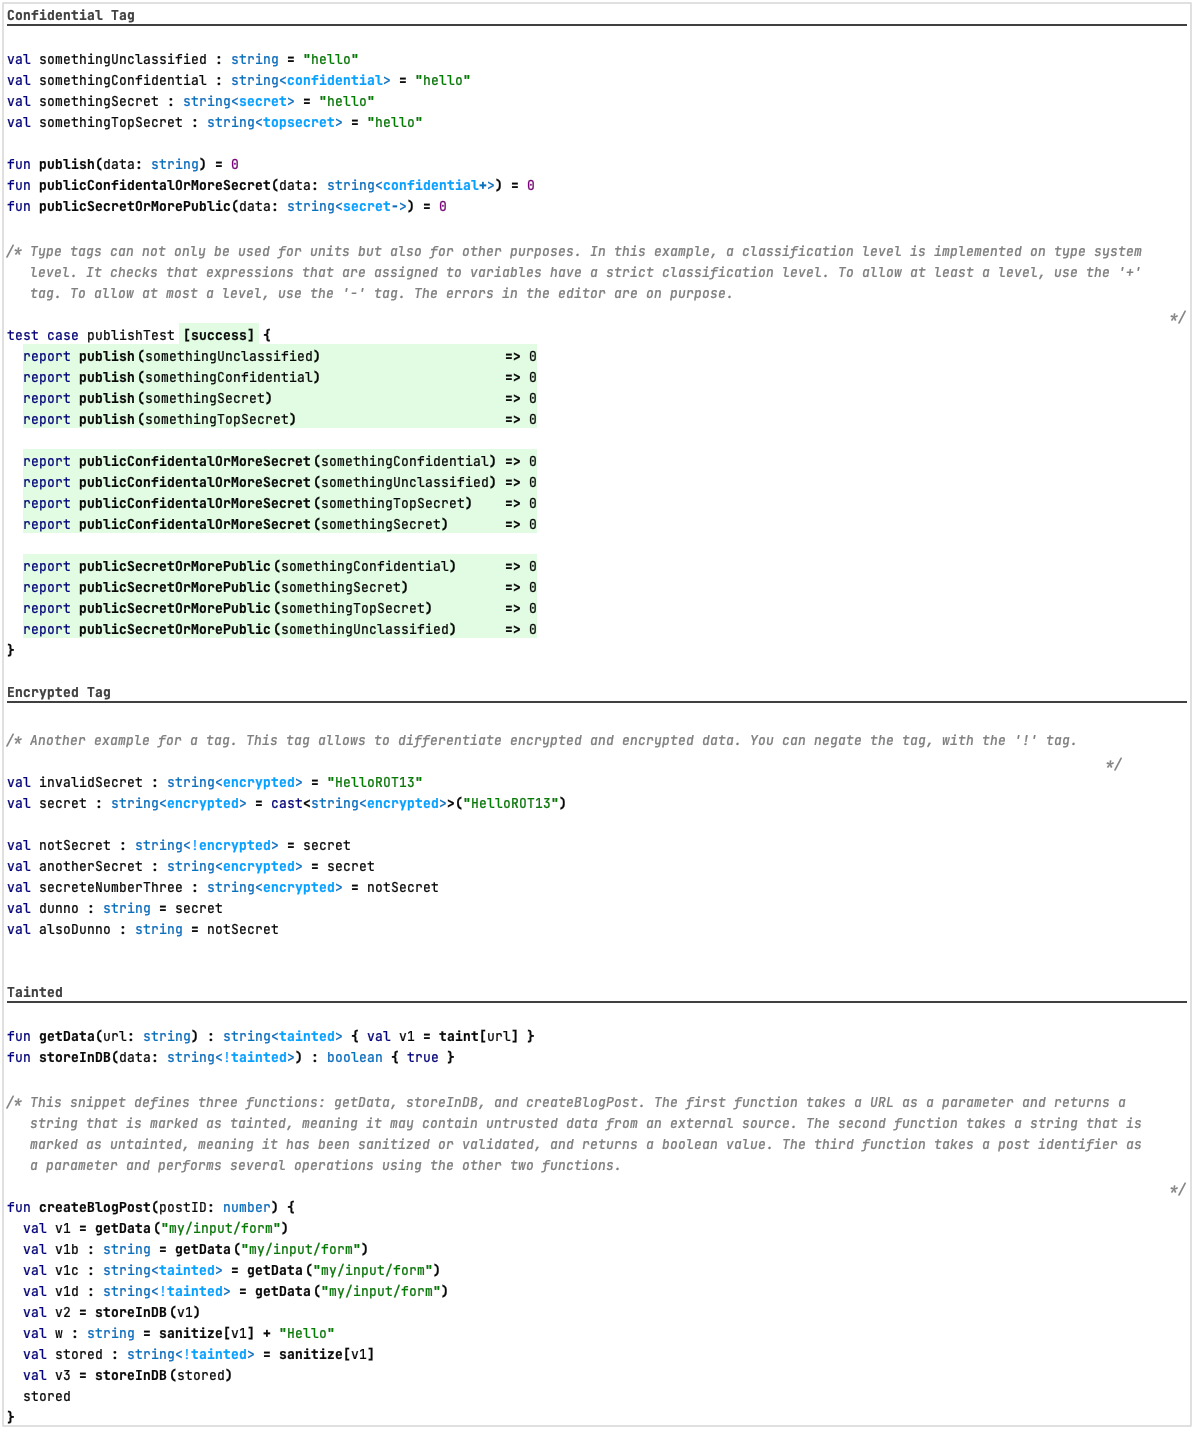 Confidential Tag
val somethingUnclassified : string = "hello"
val somethingConfidential : string<confidential> = "hello"
val somethingSecret : string<secret> = "hello"
val somethingTopSecret : string<topsecret> = "hello"
fun publish(data: string) = 0
fun publicConfidentalOrMoreSecret(data: string<confidential+>) = 0
fun publicSecretOrMorePublic(data: string<secret->) = 0
/* Type tags can not only be used for units but also for other purposes. In this example, a classification level is implemented on type system
level. It checks that expressions that are assigned to variables have a strict classification level. To allow at least a level, use the '+'
tag. To allow at most a level, use the '-' tag. The errors in the editor are on purpose.
*/
test case publishTest [success] {
report publish(somethingUnclassified) => 0
report publish(somethingConfidential) => 0
report publish(somethingSecret) => 0
report publish(somethingTopSecret) => 0
report publicConfidentalOrMoreSecret(somethingConfidential) => 0
report publicConfidentalOrMoreSecret(somethingUnclassified) => 0
report publicConfidentalOrMoreSecret(somethingTopSecret) => 0
report publicConfidentalOrMoreSecret(somethingSecret) => 0
report publicSecretOrMorePublic(somethingConfidential) => 0
report publicSecretOrMorePublic(somethingSecret) => 0
report publicSecretOrMorePublic(somethingTopSecret) => 0
report publicSecretOrMorePublic(somethingUnclassified) => 0
}
Encrypted Tag
/* Another example for a tag. This tag allows to differentiate encrypted and encrypted data. You can negate the tag, with the '!' tag.
*/
val invalidSecret : string<encrypted> = "HelloROT13"
val secret : string<encrypted> = cast<string<encrypted>>("HelloROT13")
val notSecret : string<!encrypted> = secret
val anotherSecret : string<encrypted> = secret
val secreteNumberThree : string<encrypted> = notSecret
val dunno : string = secret
val alsoDunno : string = notSecret
Tainted
fun getData(url: string) : string<tainted> { val v1 = taint[url] }
fun storeInDB(data: string<!tainted>) : boolean { true }
/* This snippet defines three functions: getData, storeInDB, and createBlogPost. The first function takes a URL as a parameter and returns a
string that is marked as tainted, meaning it may contain untrusted data from an external source. The second function takes a string that is
marked as untainted, meaning it has been sanitized or validated, and returns a boolean value. The third function takes a post identifier as
a parameter and performs several operations using the other two functions.
*/
fun createBlogPost(postID: number) {
val v1 = getData("my/input/form")
val v1b : string = getData("my/input/form")
val v1c : string<tainted> = getData("my/input/form")
val v1d : string<!tainted> = getData("my/input/form")
val v2 = storeInDB(v1)
val w : string = sanitize[v1] + "Hello"
val stored : string<!tainted> = sanitize[v1]
val v3 = storeInDB(stored)
stored
}